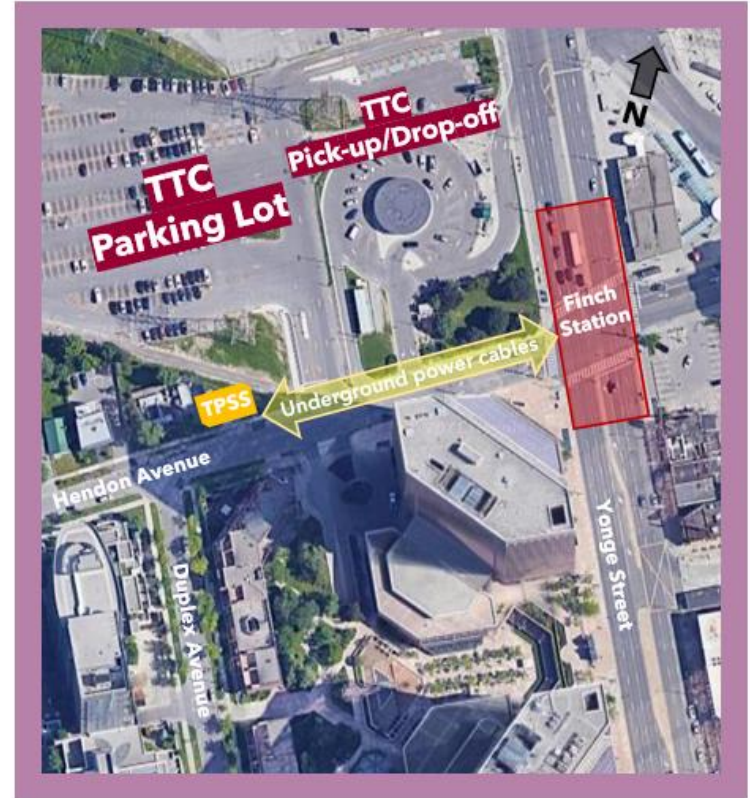 TTC
Pick-up/Drop-off
N
TTC
Parking Lot
Finch
Station
Underground power cables
TPSS
Hendon Avenue
Yonge Street
Duplex Avenue